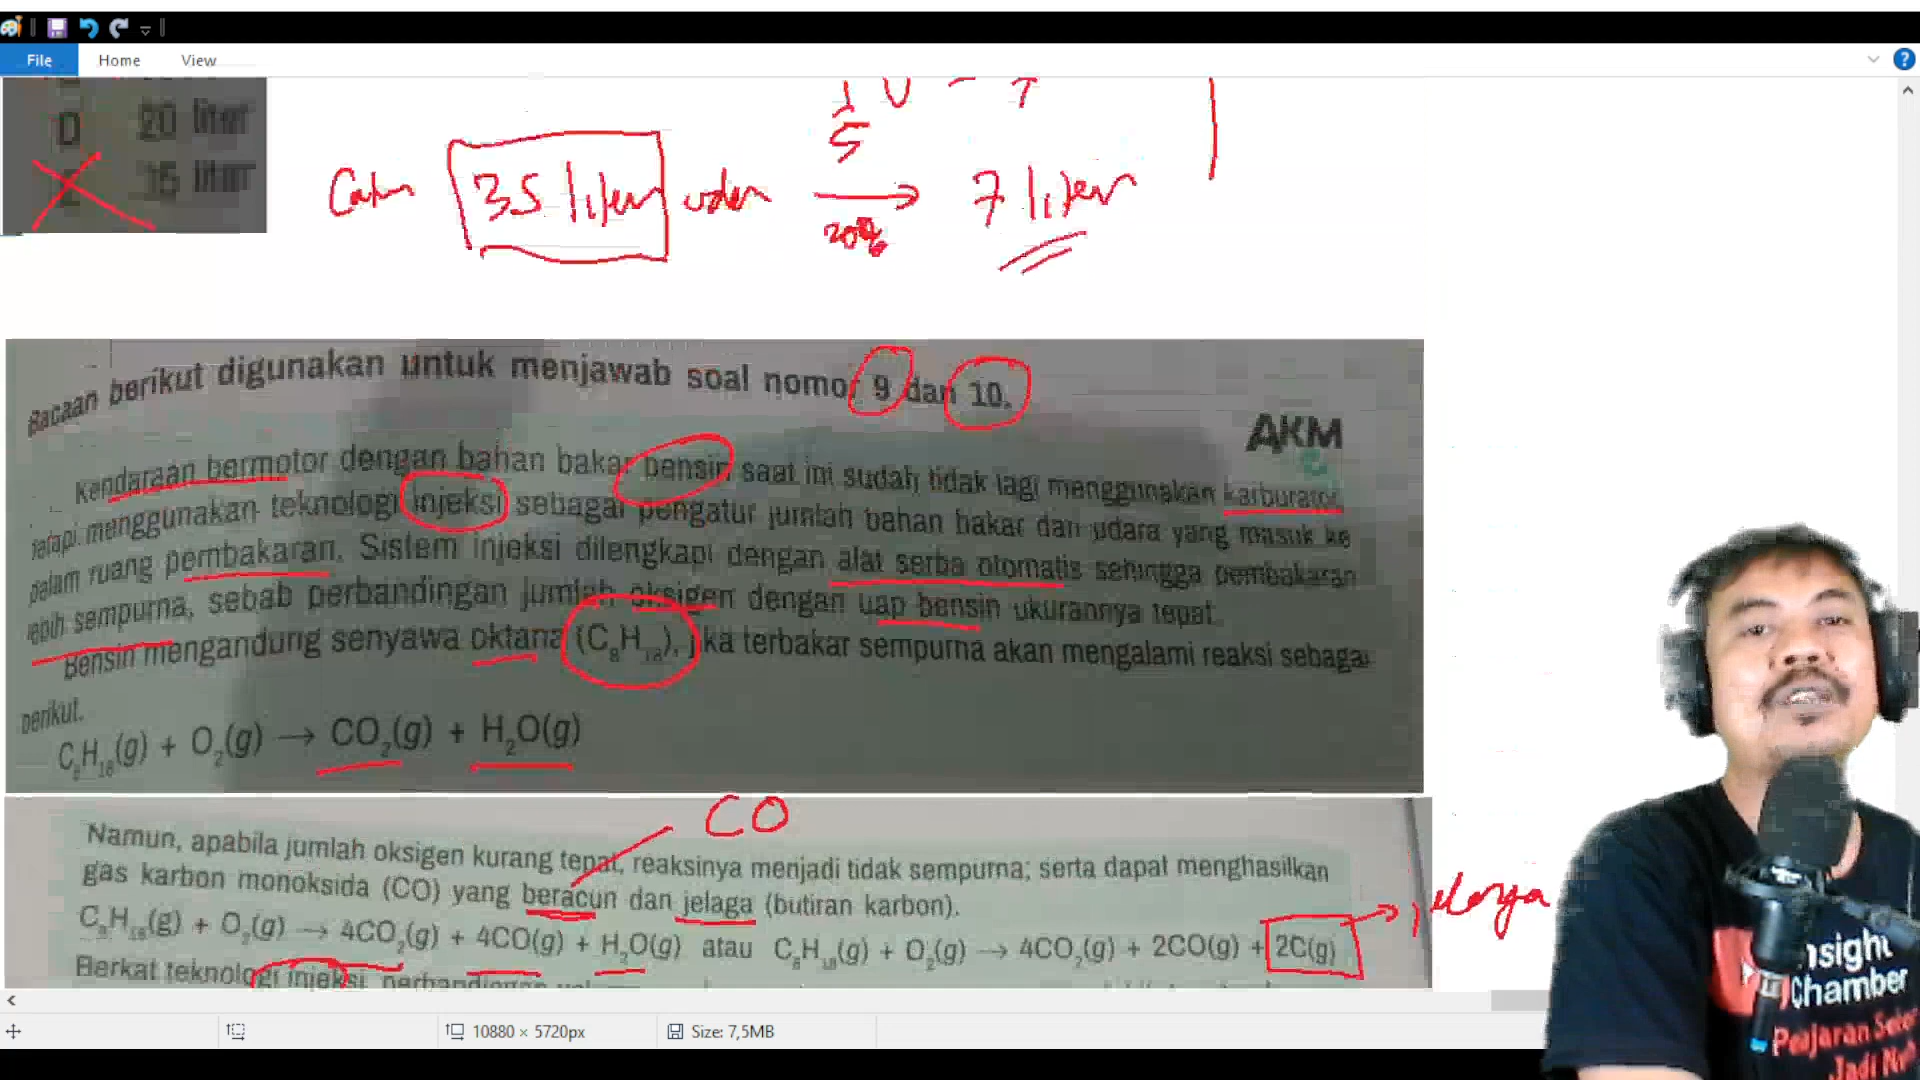 File Home View
D 20 liter
E 15 liter
1
5
Cukup 35 liter udara → 7 liter
20%
Bacaan berikut digunakan untuk menjawab soal nomor 9 dan 10.
AKM
Kendaraan bermotor dengan bahan bakar bensin saat ini sudah tidak lagi menggunakan karburator,
tetapi menggunakan teknologi injeksi sebagai pengatur jumlah bahan bakar dan udara yang masuk ke
dalam ruang pembakaran. Sistem injeksi dilengkapi dengan alat serba otomatis sehingga pembakaran
lebih sempurna, sebab perbandingan jumlah oksigen dengan uap bensin ukurannya tepat.
Bensin mengandung senyawa oktana (C₈H₁₈), jika terbakar sempurna akan mengalami reaksi sebagai
berikut.
C₈H₁₈(g) + O₂(g) → CO₂(g) + H₂O(g)
CO
Namun, apabila jumlah oksigen kurang tepat, reaksinya menjadi tidak sempurna; serta dapat menghasilkan
gas karbon monoksida (CO) yang beracun dan jelaga (butiran karbon).
jelaga
C₈H₁₈(g) + O₂(g) → 4CO₂(g) + 4CO(g) + H₂O(g) atau C₈H₁₈(g) + O₂(g) → 4CO₂(g) + 2CO(g) + 2C(g)
Berkat teknologi injeksi, perbandingan
Insight
Chamber
Jadi
10880 × 5720px Size: 7,5MB